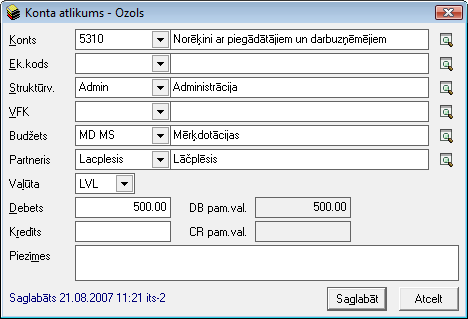 Konta atlikums - Ozols
Konts 5310 Norēķini ar piegādātājiem un darbuzņēmējiem
Ek.kods
Struktūrv. Admin Administrācija
VFK
Budžets MD MS Mērķdotācijas
Partneris Lacplesis Lāčplēsis
Vaļūta LVL
Debets 500.00 DB pam.val. 500.00
Kredīts CR pam.val.
Piezīmes
Saglabāts 21.08.2007 11:21 its-2 Saglabāt Atcelt